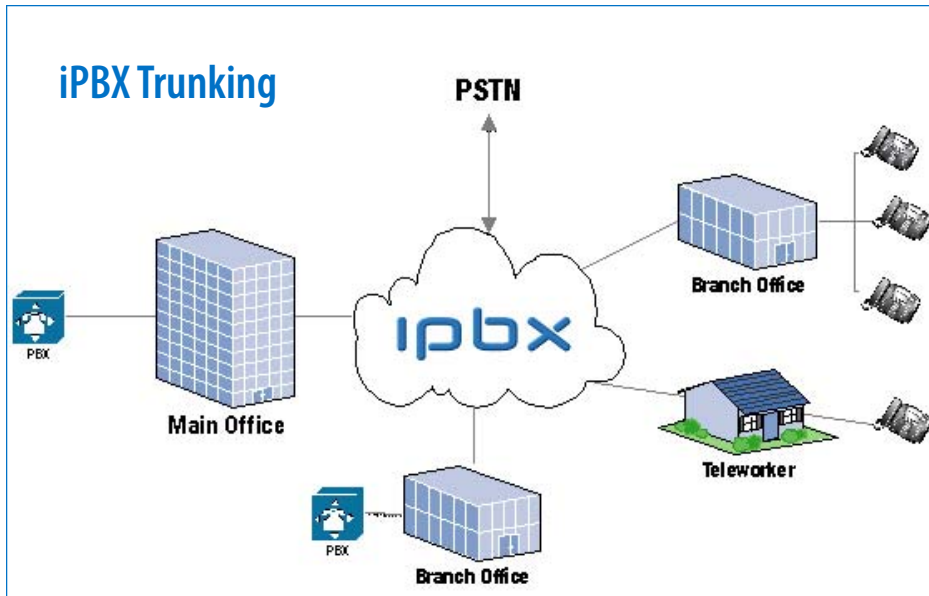 iPBX Trunking
PSTN
Branch Office
ipbx
PBX
Main Office
Teleworker
PBX
Branch Office